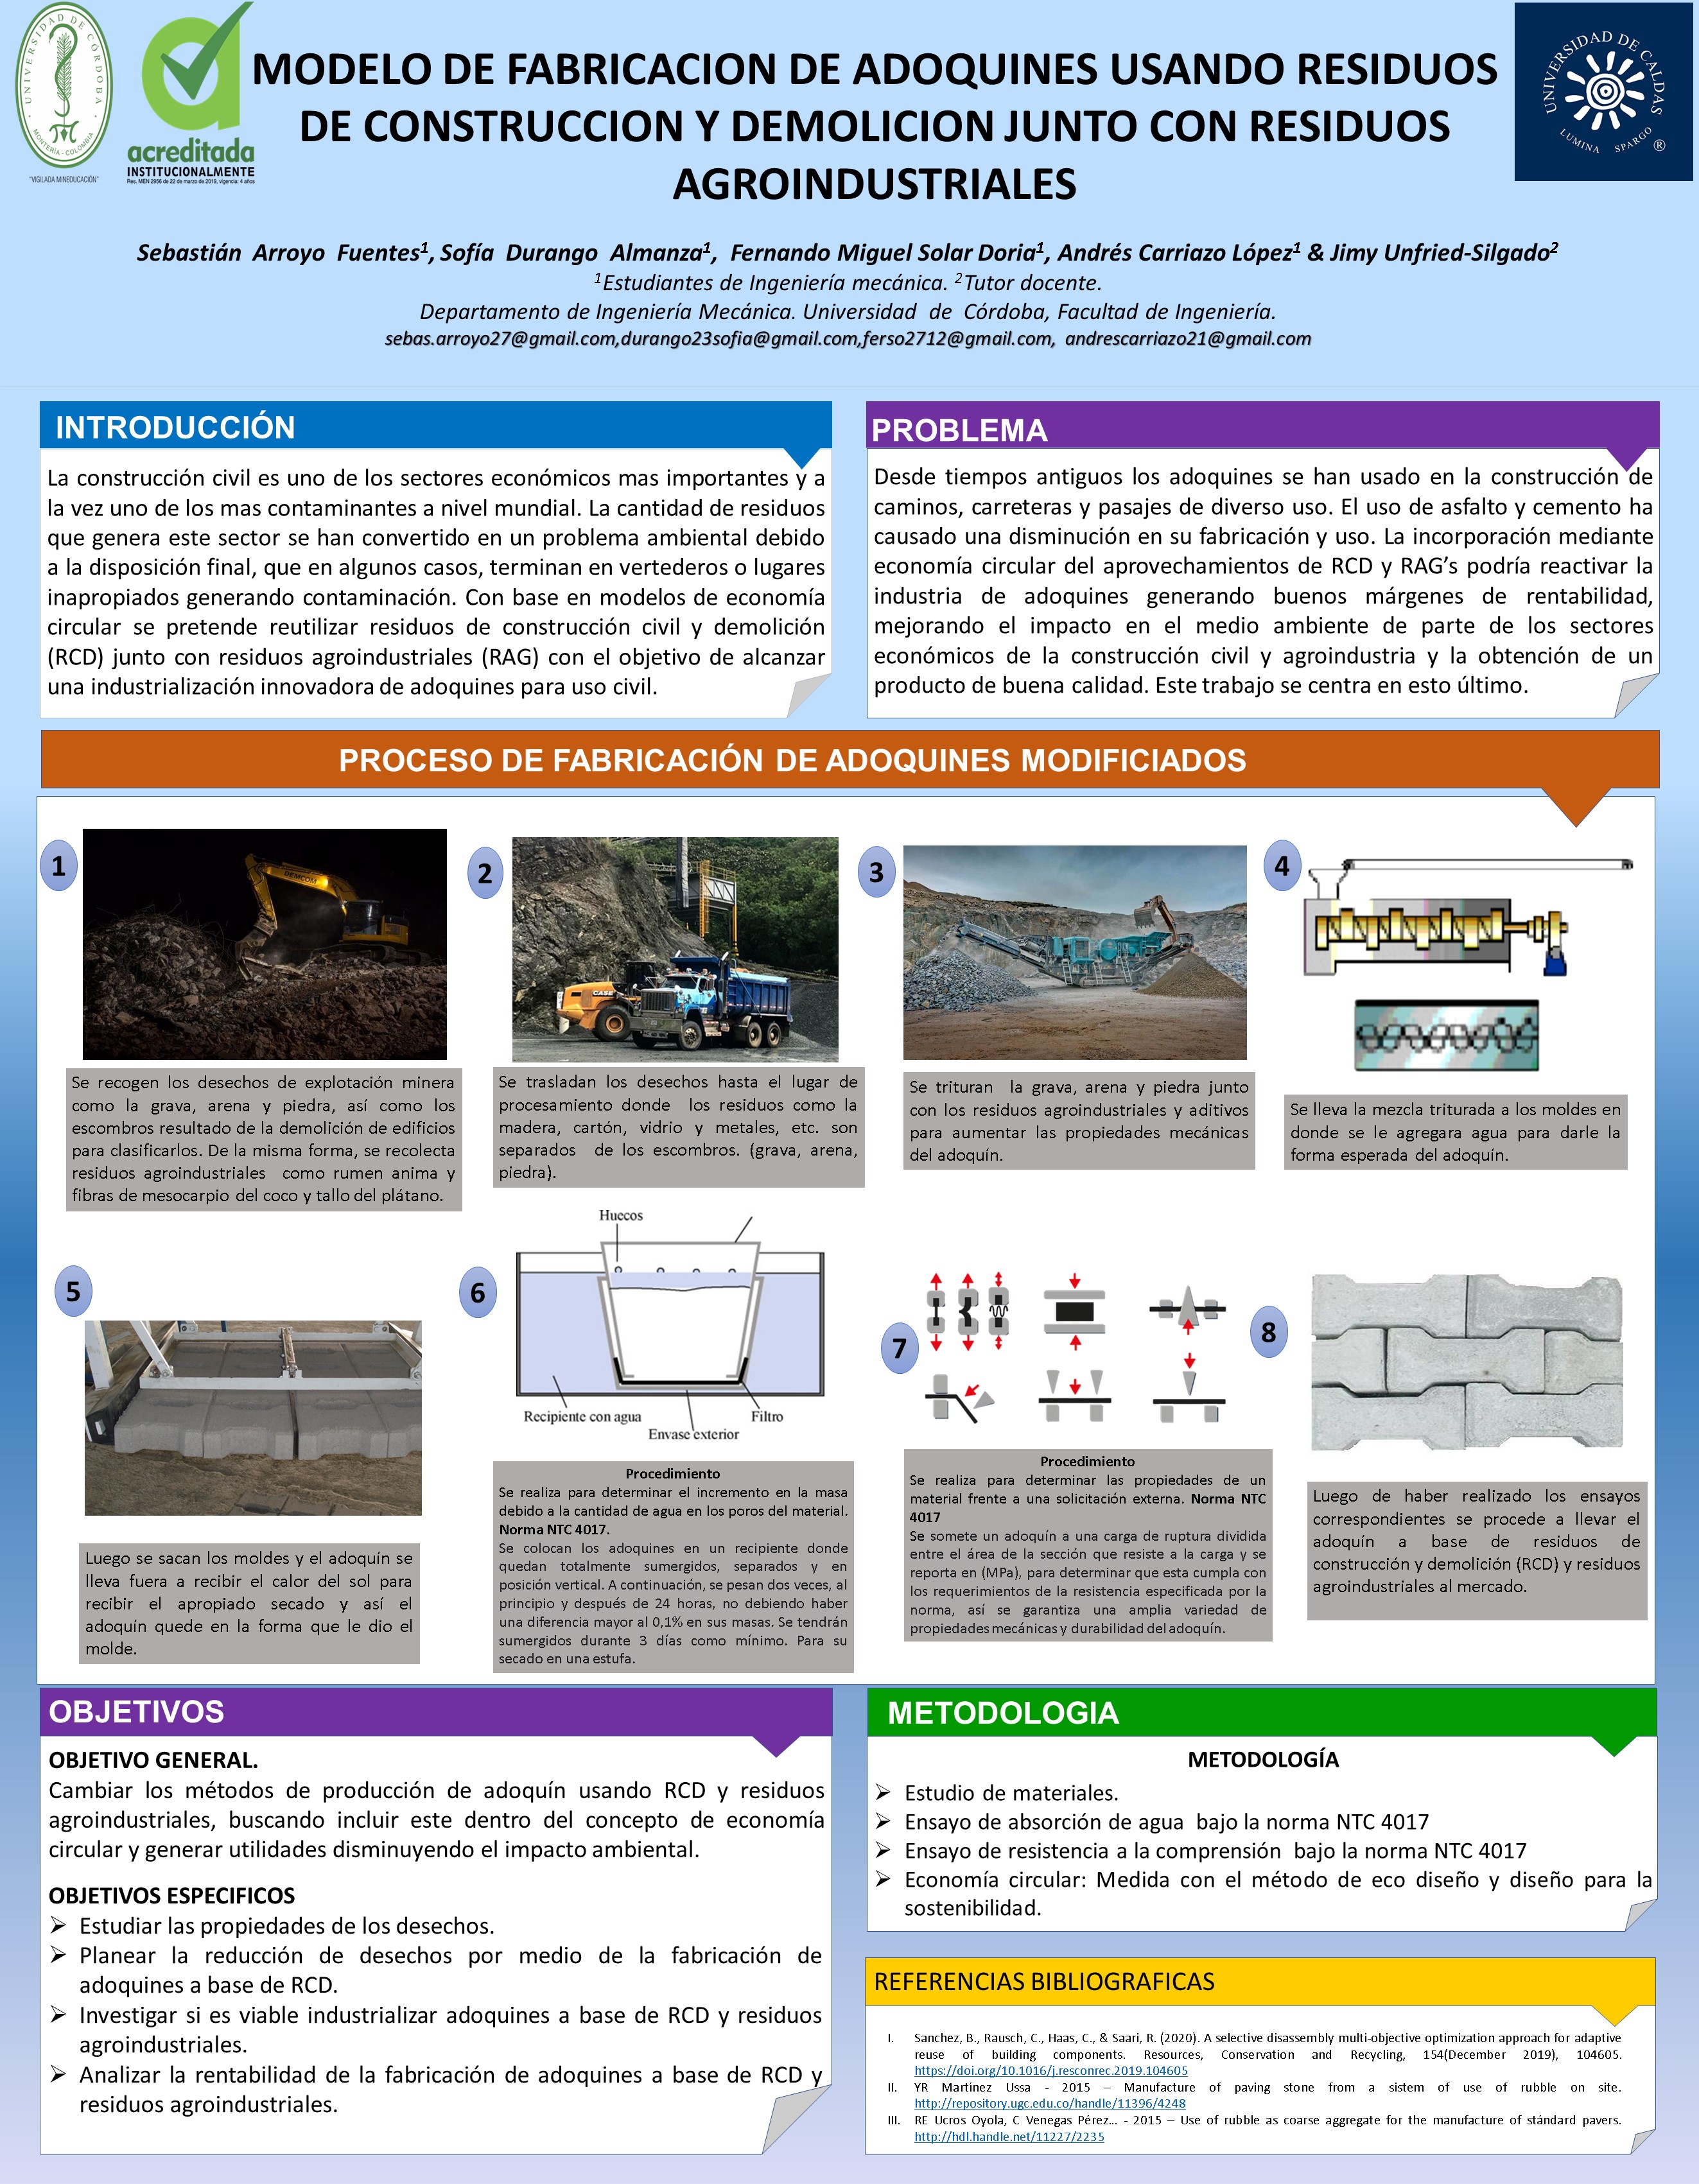 UNIVERSIDAD DE CÓRDOBA
MONTERÍA - COLOMBIA
"VIGILADA MINEDUCACIÓN"
acreditada
INSTITUCIONALMENTE
Res. MEN 2956 de 22 de marzo de 2019, vigencia: 4 años
MODELO DE FABRICACION DE ADOQUINES USANDO RESIDUOS
DE CONSTRUCCION Y DEMOLICION JUNTO CON RESIDUOS
AGROINDUSTRIALES
UNIVERSIDAD DE CALDAS
LUMINA SPARGO
®
Sebastián Arroyo Fuentes1, Sofía Durango Almanza1, Fernando Miguel Solar Doria1, Andrés Carriazo López1 & Jimy Unfried-Silgado2
1Estudiantes de Ingeniería mecánica. 2Tutor docente.
Departamento de Ingeniería Mecánica. Universidad de Córdoba, Facultad de Ingeniería.
sebas.arroyo27@gmail.com,durango23sofia@gmail.com,ferso2712@gmail.com, andrescarriazo21@gmail.com
INTRODUCCIÓN
La construcción civil es uno de los sectores económicos mas importantes y a
la vez uno de los mas contaminantes a nivel mundial. La cantidad de residuos
que genera este sector se han convertido en un problema ambiental debido
a la disposición final, que en algunos casos, terminan en vertederos o lugares
inapropiados generando contaminación. Con base en modelos de economía
circular se pretende reutilizar residuos de construcción civil y demolición
(RCD) junto con residuos agroindustriales (RAG) con el objetivo de alcanzar
una industrialización innovadora de adoquines para uso civil.
PROBLEMA
Desde tiempos antiguos los adoquines se han usado en la construcción de
caminos, carreteras y pasajes de diverso uso. El uso de asfalto y cemento ha
causado una disminución en su fabricación y uso. La incorporación mediante
economía circular del aprovechamientos de RCD y RAG’s podría reactivar la
industria de adoquines generando buenos márgenes de rentabilidad,
mejorando el impacto en el medio ambiente de parte de los sectores
económicos de la construcción civil y agroindustria y la obtención de un
producto de buena calidad. Este trabajo se centra en esto último.
PROCESO DE FABRICACIÓN DE ADOQUINES MODIFICIADOS
1
DEMCOL
Se recogen los desechos de explotación minera
como la grava, arena y piedra, así como los
escombros resultado de la demolición de edificios
para clasificarlos. De la misma forma, se recolecta
residuos agroindustriales como rumen anima y
fibras de mesocarpio del coco y tallo del plátano.
2
CASE
Se trasladan los desechos hasta el lugar de
procesamiento donde los residuos como la
madera, cartón, vidrio y metales, etc. son
separados de los escombros. (grava, arena,
piedra).
3
Se trituran la grava, arena y piedra junto
con los residuos agroindustriales y aditivos
para aumentar las propiedades mecánicas
del adoquín.
4
Se lleva la mezcla triturada a los moldes en
donde se le agregara agua para darle la
forma esperada del adoquín.
5
Luego se sacan los moldes y el adoquín se
lleva fuera a recibir el calor del sol para
recibir el apropiado secado y así el
adoquín quede en la forma que le dio el
molde.
6
Huecos
Recipiente con agua
Filtro
Envase exterior
Procedimiento
Se realiza para determinar el incremento en la masa
debido a la cantidad de agua en los poros del material.
Norma NTC 4017.
Se colocan los adoquines en un recipiente donde
quedan totalmente sumergidos, separados y en
posición vertical. A continuación, se pesan dos veces, al
principio y después de 24 horas, no debiendo haber
una diferencia mayor al 0,1% en sus masas. Se tendrán
sumergidos durante 3 días como mínimo. Para su
secado en una estufa.
7
Procedimiento
Se realiza para determinar las propiedades de un
material frente a una solicitación externa. Norma NTC
4017
Se somete un adoquín a una carga de ruptura dividida
entre el área de la sección que resiste a la carga y se
reporta en (MPa), para determinar que esta cumpla con
los requerimientos de la resistencia especificada por la
norma, así se garantiza una amplia variedad de
propiedades mecánicas y durabilidad del adoquín.
8
Luego de haber realizado los ensayos
correspondientes se procede a llevar el
adoquín a base de residuos de
construcción y demolición (RCD) y residuos
agroindustriales al mercado.
OBJETIVOS
OBJETIVO GENERAL.
Cambiar los métodos de producción de adoquín usando RCD y residuos
agroindustriales, buscando incluir este dentro del concepto de economía
circular y generar utilidades disminuyendo el impacto ambiental.
OBJETIVOS ESPECIFICOS
➢ Estudiar las propiedades de los desechos.
➢ Planear la reducción de desechos por medio de la fabricación de
adoquines a base de RCD.
➢ Investigar si es viable industrializar adoquines a base de RCD y residuos
agroindustriales.
➢ Analizar la rentabilidad de la fabricación de adoquines a base de RCD y
residuos agroindustriales.
METODOLOGIA
METODOLOGÍA
➢ Estudio de materiales.
➢ Ensayo de absorción de agua bajo la norma NTC 4017
➢ Ensayo de resistencia a la comprensión bajo la norma NTC 4017
➢ Economía circular: Medida con el método de eco diseño y diseño para la
sostenibilidad.
REFERENCIAS BIBLIOGRAFICAS
I. Sanchez, B., Rausch, C., Haas, C., & Saari, R. (2020). A selective disassembly multi-objective optimization approach for adaptive
reuse of building components. Resources, Conservation and Recycling, 154(December 2019), 104605.
https://doi.org/10.1016/j.resconrec.2019.104605
II. YR Martinez Ussa - 2015 – Manufacture of paving stone from a sistem of use of rubble on site.
http://repository.ugc.edu.co/handle/11396/4248
III. RE Ucros Oyola, C Venegas Pérez... - 2015 – Use of rubble as coarse aggregate for the manufacture of stándard pavers.
http://hdl.handle.net/11227/2235